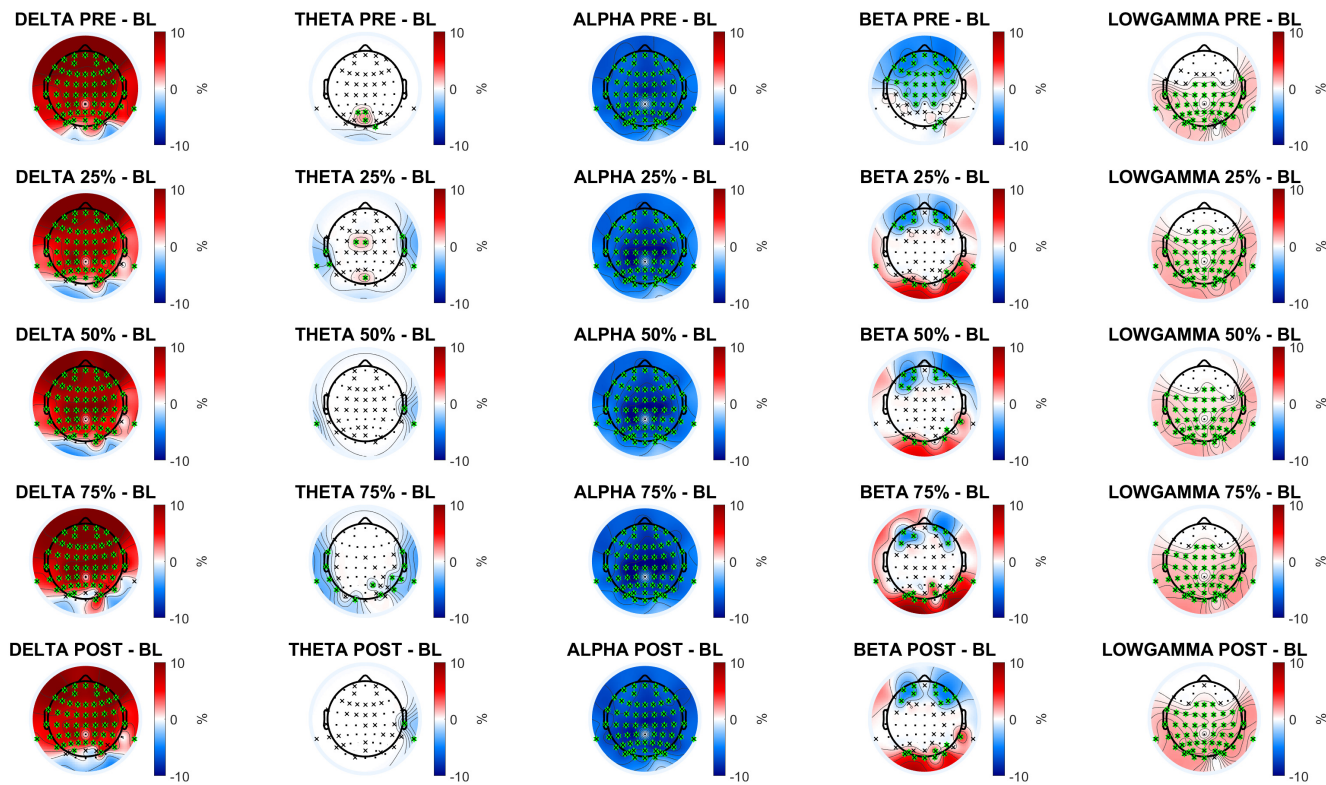 DELTA PRE - BL THETA PRE - BL ALPHA PRE - BL BETA PRE - BL LOWGAMMA PRE - BL
10 10 10 10 10
0 % 0 % 0 % 0 % 0 %
-10 -10 -10 -10 -10
DELTA 25% - BL THETA 25% - BL ALPHA 25% - BL BETA 25% - BL LOWGAMMA 25% - BL
10 10 10 10 10
0 % 0 % 0 % 0 % 0 %
-10 -10 -10 -10 -10
DELTA 50% - BL THETA 50% - BL ALPHA 50% - BL BETA 50% - BL LOWGAMMA 50% - BL
10 10 10 10 10
0 % 0 % 0 % 0 % 0 %
-10 -10 -10 -10 -10
DELTA 75% - BL THETA 75% - BL ALPHA 75% - BL BETA 75% - BL LOWGAMMA 75% - BL
10 10 10 10 10
0 % 0 % 0 % 0 % 0 %
-10 -10 -10 -10 -10
DELTA POST - BL THETA POST - BL ALPHA POST - BL BETA POST - BL LOWGAMMA POST - BL
10 10 10 10 10
0 % 0 % 0 % 0 % 0 %
-10 -10 -10 -10 -10